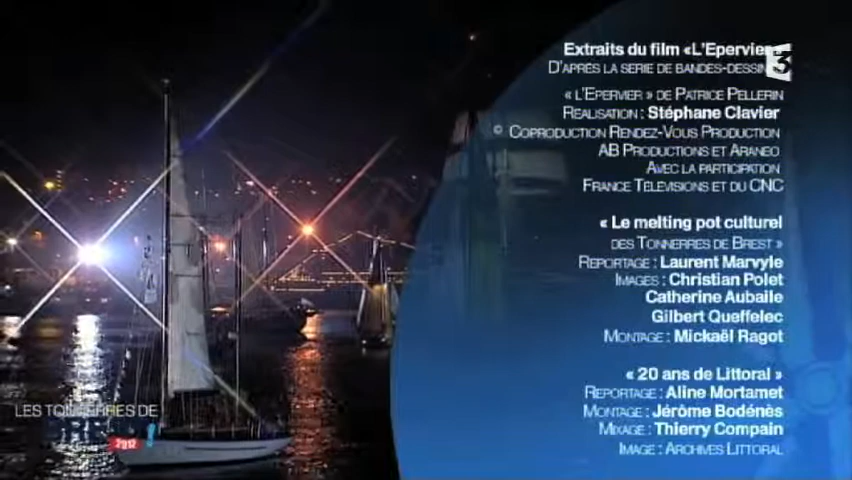 Extraits du film «L'Epervier
3
D'APRÈS LA SERIE DE BANDES-DESSIN
« L'EPERVIER » DE PATRICE PELLERIN
RÉALISATION : Stéphane Clavier
© COPRODUCTION RENDEZ-VOUS PRODUCTION
AB PRODUCTIONS ET ARANEO
AVEC LA PARTICIPATION
FRANCE TÉLÉVISIONS ET DU CNC
« Le melting pot culturel
DES TONNERRES DE BREST »
REPORTAGE : Laurent Marvyle
IMAGES : Christian Polet
Catherine Aubaile
Gilbert Queffelec
MONTAGE : Mickaël Ragot
« 20 ans de Littoral »
REPORTAGE : Aline Mortamet
MONTAGE : Jérôme Bodénès
MIXAGE : Thierry Compain
IMAGE : ARCHIVES LITTORAL
LES TONNERRES DE
2012 !